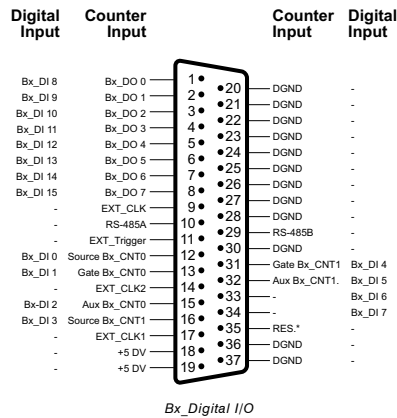 Digital Input Counter Input Counter Input Digital Input
Bx_DI 8 Bx_DO 0 1
Bx_DI 9 Bx_DO 1 2
Bx_DI 10 Bx_DO 2 3
Bx_DI 11 Bx_DO 3 4
Bx_DI 12 Bx_DO 4 5
Bx_DI 13 Bx_DO 5 6
Bx_DI 14 Bx_DO 6 7
Bx_DI 15 Bx_DO 7 8
- EXT_CLK 9
- RS-485A 10
- EXT_Trigger 11
Bx_DI 0 Source Bx_CNT0 12
Bx_DI 1 Gate Bx_CNT0 13
- EXT_CLK2 14
Bx-DI 2 Aux Bx_CNT0 15
Bx_DI 3 Source Bx_CNT1 16
- EXT_CLK1 17
- +5 DV 18
- +5 DV 19
20 DGND -
21 DGND -
22 DGND -
23 DGND -
24 DGND -
25 DGND -
26 DGND -
27 DGND -
28 DGND -
29 RS-485B -
30 DGND -
31 Gate Bx_CNT1 Bx_DI 4
32 Aux Bx_CNT1. Bx_DI 5
33 - Bx_DI 6
34 - Bx_DI 7
35 RES.* -
36 DGND -
37 DGND -
Bx_Digital I/O